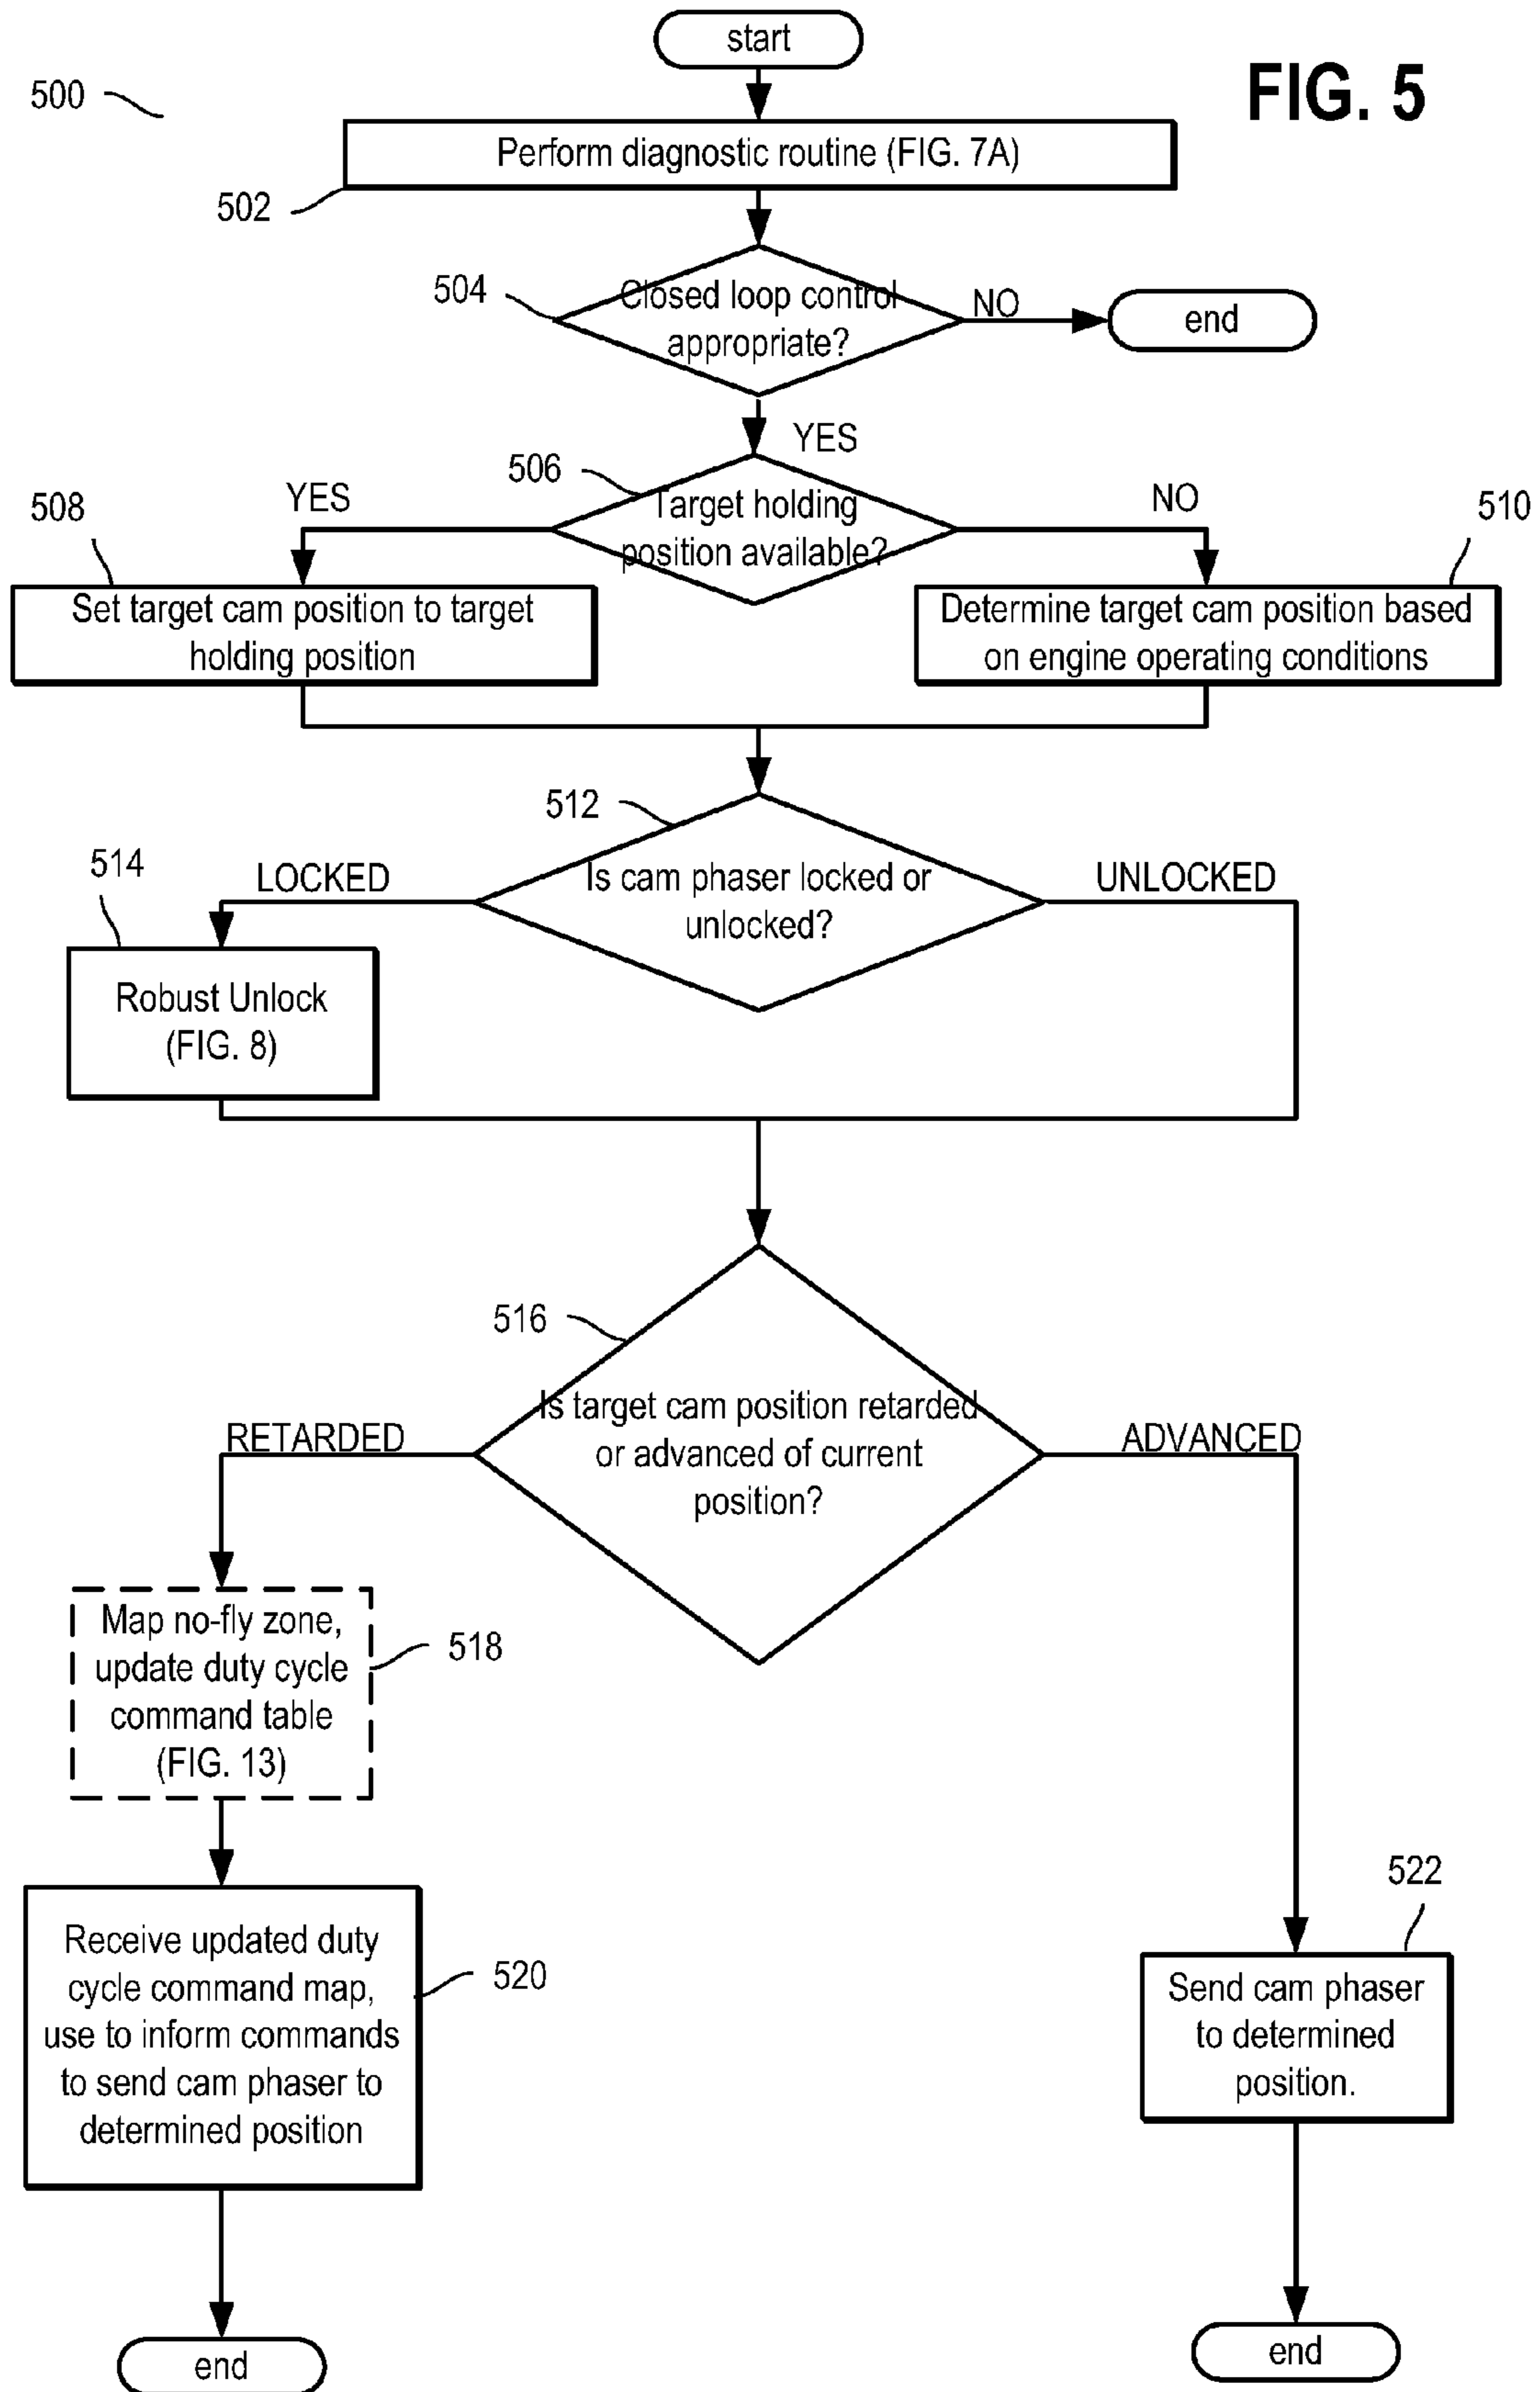 start
FIG. 5
500
Perform diagnostic routine (FIG. 7A)
502
504
Closed loop control
appropriate?
NO
end
YES
506
Target holding
position available?
YES
NO
508
510
Set target cam position to target
holding position
Determine target cam position based
on engine operating conditions
512
Is cam phaser locked or
unlocked?
LOCKED
UNLOCKED
514
Robust Unlock
(FIG. 8)
516
Is target cam position retarded
or advanced of current
position?
RETARDED
ADVANCED
Map no-fly zone,
update duty cycle
command table
(FIG. 13)
518
Receive updated duty
cycle command map,
use to inform commands
to send cam phaser to
determined position
520
522
Send cam phaser
to determined
position.
end
end